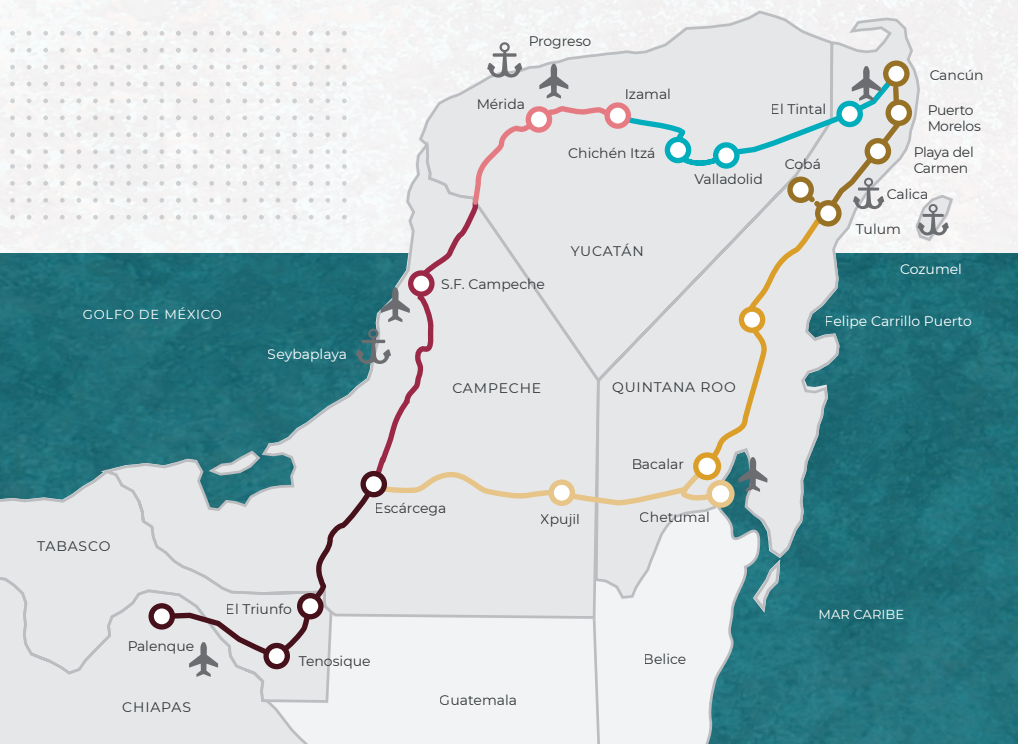 Progreso
Cancún
Mérida
Izamal
El Tintal
Puerto
Morelos
Chichén Itzá
Valladolid
Cobá
Playa del
Carmen
Calica
Tulum
YUCATÁN
Cozumel
S.F. Campeche
GOLFO DE MÉXICO
Felipe Carrillo Puerto
Seybaplaya
CAMPECHE
QUINTANA ROO
Bacalar
Escárcega
Xpujil
Chetumal
TABASCO
El Triunfo
MAR CARIBE
Palenque
Tenosique
Belice
Guatemala
CHIAPAS